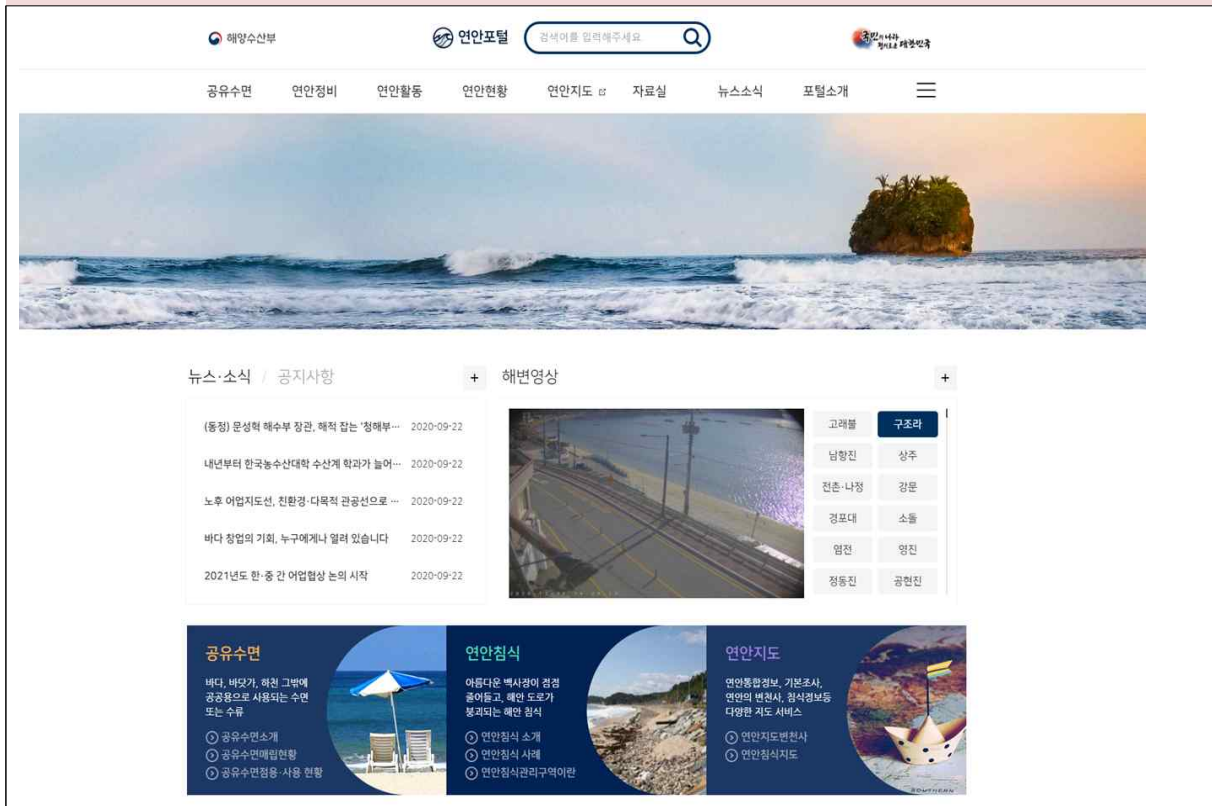 해양수산부
연안포털
검색어를 입력해주세요.
국민의 나라
정의로운 대한민국
공유수면 연안정비 연안활동 연안현황 연안지도 자료실 뉴스소식 포털소개
뉴스·소식 / 공지사항 +
(동정) 문성혁 해수부 장관, 해적 잡는 '청해부… 2020-09-22
내년부터 한국농수산대학 수산계 학과가 늘어… 2020-09-22
노후 어업지도선, 친환경·다목적 관공선으로 … 2020-09-22
바다 창업의 기회, 누구에게나 열려 있습니다 2020-09-22
2021년도 한·중 간 어업협상 논의 시작 2020-09-22
해변영상 +
고래불 구조라
남항진 상주
전촌·나정 강문
경포대 소돌
염전 영진
정동진 공현진
공유수면
바다, 바닷가, 하천 그밖에
공공용으로 사용되는 수면
또는 수류
공유수면소개
공유수면매립현황
공유수면점용·사용 현황
연안침식
아름다운 백사장이 점점
줄어들고, 해안 도로가
붕괴되는 해안 침식
연안침식 소개
연안침식 사례
연안침식관리구역이란
연안지도
연안통합정보, 기본조사,
연안의 변천사, 침식정보등
다양한 지도 서비스
연안지도변천사
연안침식지도
SOUTHERN